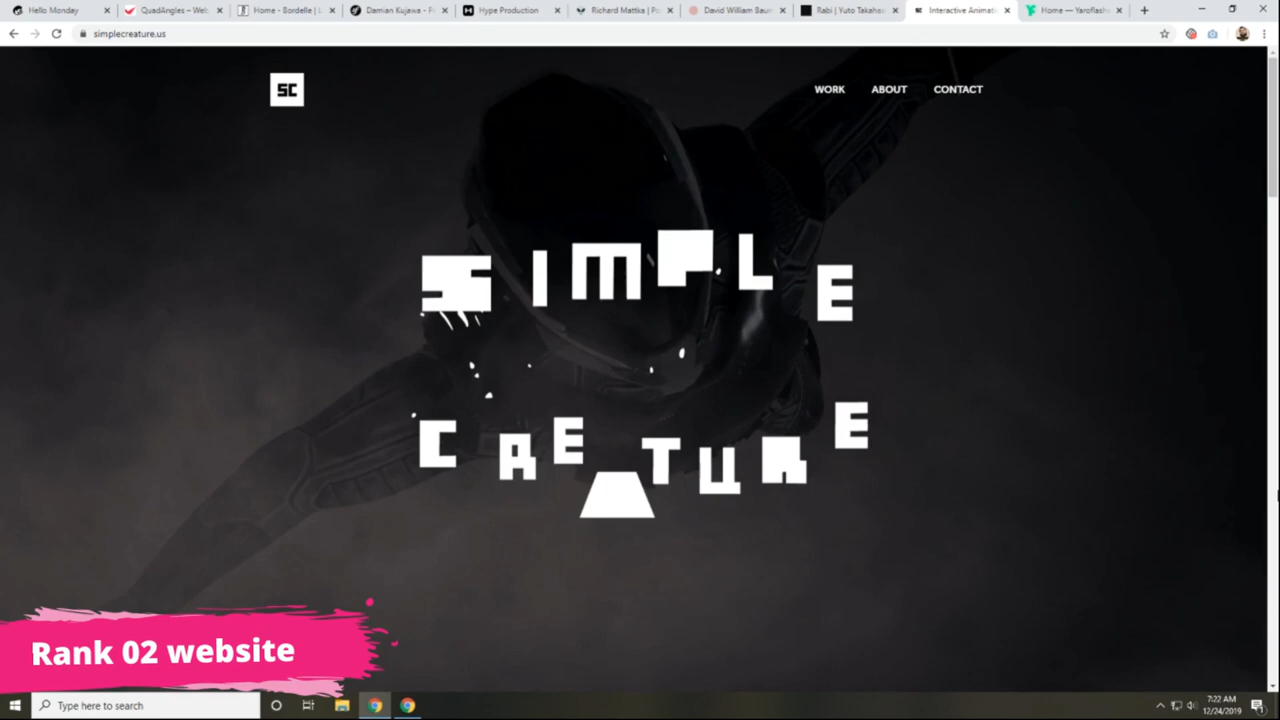 Hello Monday
QuadAngles – Wel
Home - Bordelle | L
Damian Kujawa - P
Hype Production
Richard Mattka | Po
David William Baum
Rabi | Yuto Takahas
Interactive Animati
Home — Yaroflash
simplecreature.us
SC
WORK
ABOUT
CONTACT
SIMPLE
CREATURE
Rank 02 website
Type here to search
7:22 AM
12/24/2019